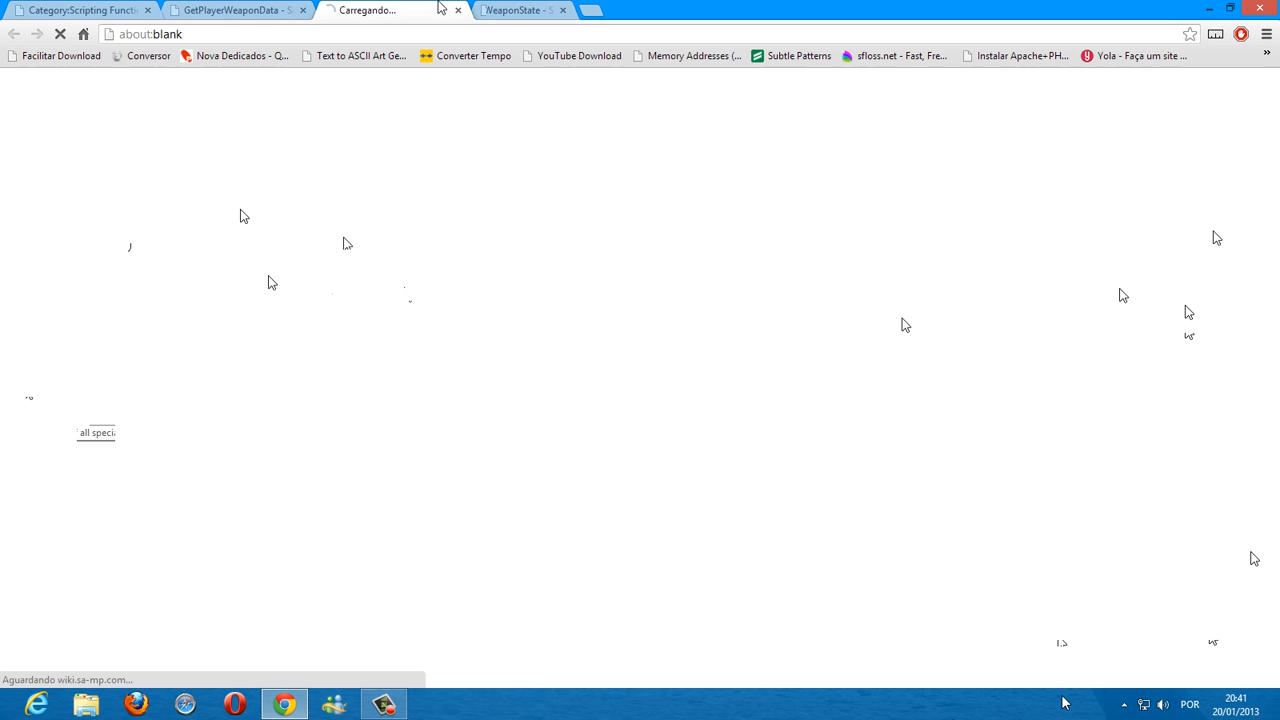 Category:Scripting Functi
GetPlayerWeaponData - S
Carregando...
WeaponState - S
about:blank
Facilitar Download
Conversor
Nova Dedicados - Q...
Text to ASCII Art Ge...
Converter Tempo
YouTube Download
Memory Addresses (...
Subtle Patterns
sfloss.net - Fast, Fre...
Instalar Apache+PH...
Yola - Faça um site ...
»
all specia
Aguardando wiki.sa-mp.com...
POR
20:41
20/01/2013